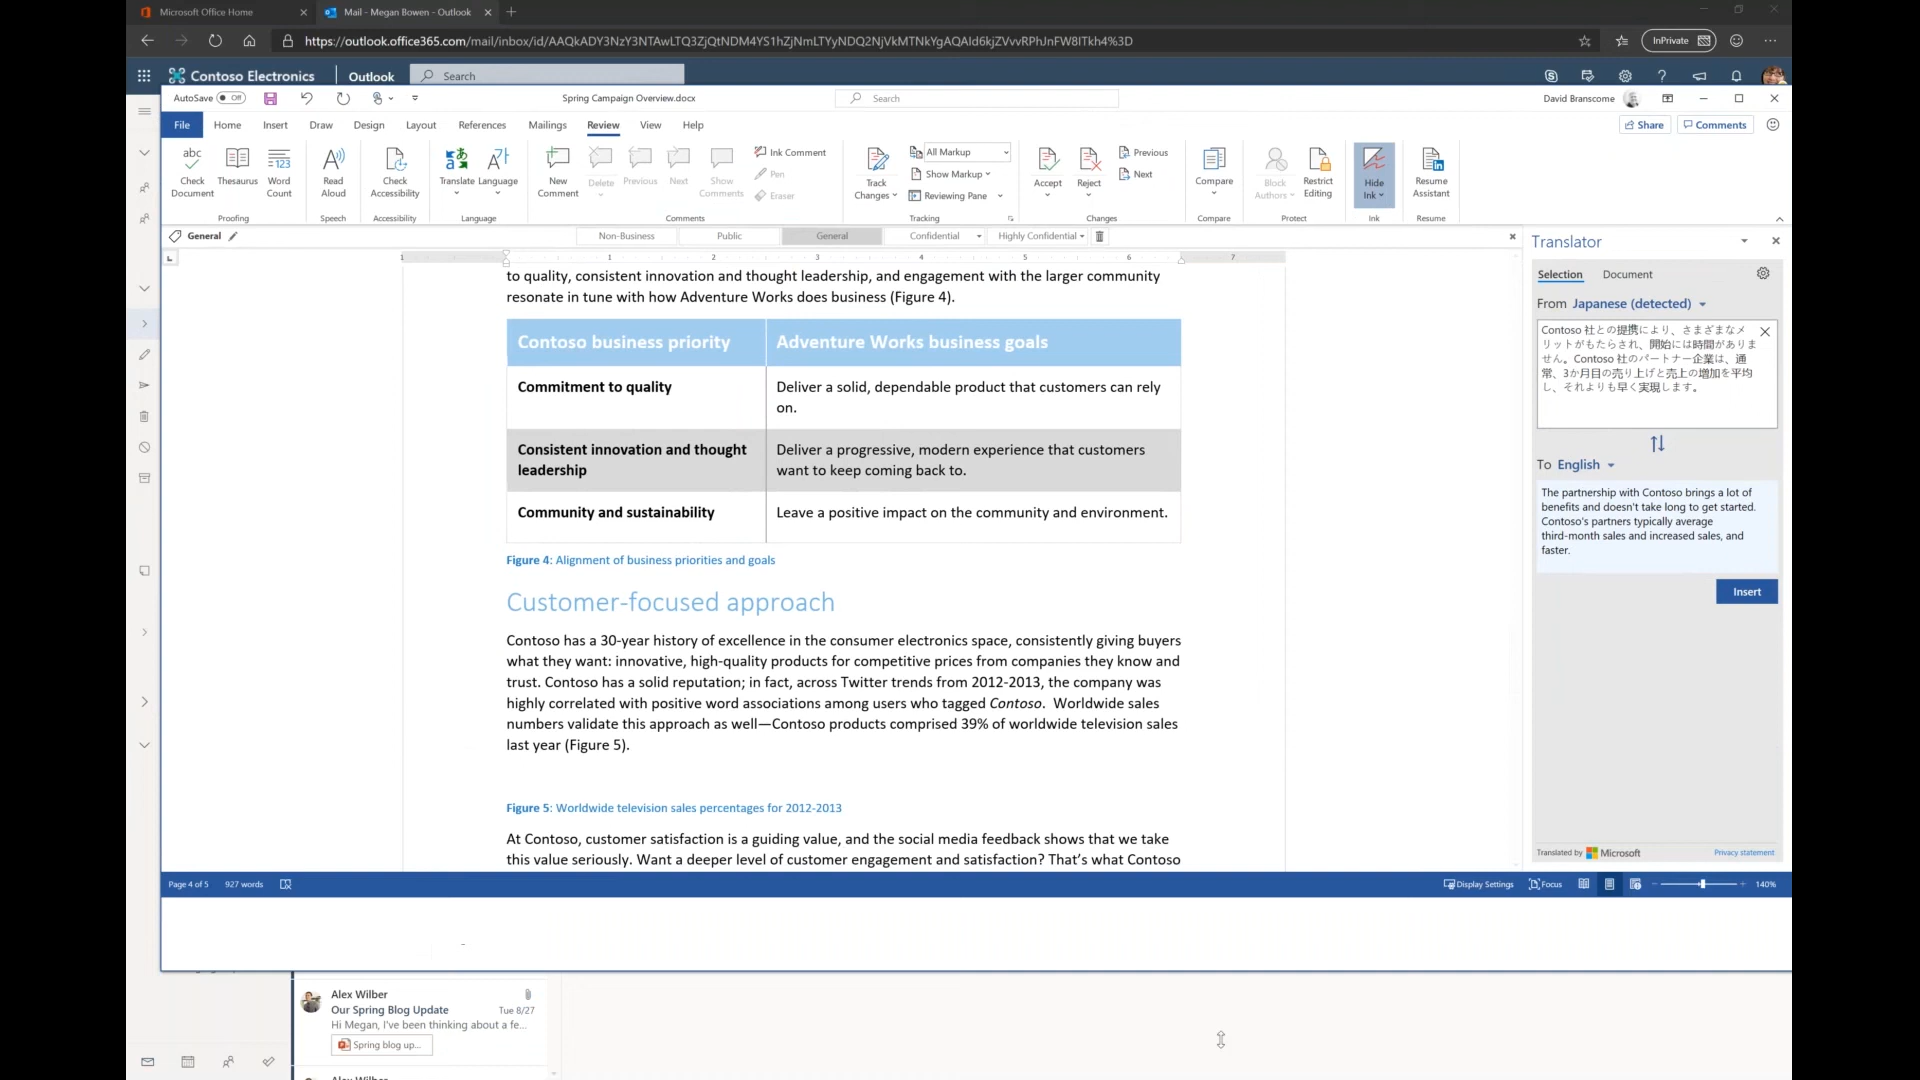 Microsoft Office Home
Mail - Megan Bowen - Outlook
https://outlook.office365.com/mail/inbox/id/AAQkADY3NzY3NTAwLTQ3ZjQtNDM4YS1hZjNmLTYyNDQ2NjVkMTNkYgAQAId6kjZVvvRPhJnFW8ITkh4%3D
InPrivate
Contoso Electronics
Outlook
Search
AutoSave Off
Spring Campaign Overview.docx
Search
David Branscome
File Home Insert Draw Design Layout References Mailings Review View Help
Share
Comments
abc
Check Document
Thesaurus
123
Word Count
Proofing
Read Aloud
Speech
Check Accessibility
Accessibility
Translate
Language
Language
New Comment
Delete
Previous
Next
Show Comments
Ink Comment
Pen
Eraser
Comments
Track Changes
All Markup
Show Markup
Reviewing Pane
Tracking
Accept
Reject
Previous
Next
Changes
Compare
Compare
Block Authors
Restrict Editing
Protect
Hide Ink
Ink
Resume Assistant
Resume
General
Non-Business
Public
General
Confidential
Highly Confidential
1 1 2 3 4 5 6 7
to quality, consistent innovation and thought leadership, and engagement with the larger community
resonate in tune with how Adventure Works does business (Figure 4).
Contoso business priority
Adventure Works business goals
Commitment to quality
Deliver a solid, dependable product that customers can rely
on.
Consistent innovation and thought
leadership
Deliver a progressive, modern experience that customers
want to keep coming back to.
Community and sustainability
Leave a positive impact on the community and environment.
Figure 4: Alignment of business priorities and goals
Customer-focused approach
Contoso has a 30-year history of excellence in the consumer electronics space, consistently giving buyers
what they want: innovative, high-quality products for competitive prices from companies they know and
trust. Contoso has a solid reputation; in fact, across Twitter trends from 2012-2013, the company was
highly correlated with positive word associations among users who tagged Contoso.  Worldwide sales
numbers validate this approach as well—Contoso products comprised 39% of worldwide television sales
last year (Figure 5).
Figure 5: Worldwide television sales percentages for 2012-2013
At Contoso, customer satisfaction is a guiding value, and the social media feedback shows that we take
this value seriously. Want a deeper level of customer engagement and satisfaction? That's what Contoso
Translator
Selection
Document
From Japanese (detected)
Contoso 社との提携により、さまざまなメ
リットがもたらされ、開始には時間がありま
せん。Contoso 社のパートナー企業は、通
常、3か月目の売り上げと売上の増加を平均
し、それよりも早く実現します。
To English
The partnership with Contoso brings a lot of
benefits and doesn't take long to get started.
Contoso's partners typically average
third-month sales and increased sales, and
faster.
Insert
Translated by Microsoft
Privacy statement
Page 4 of 5
927 words
Display Settings
Focus
140%
Alex Wilber
Our Spring Blog Update
Tue 8/27
Hi Megan, I've been thinking about a fe...
Spring blog up...
Alex Wilber